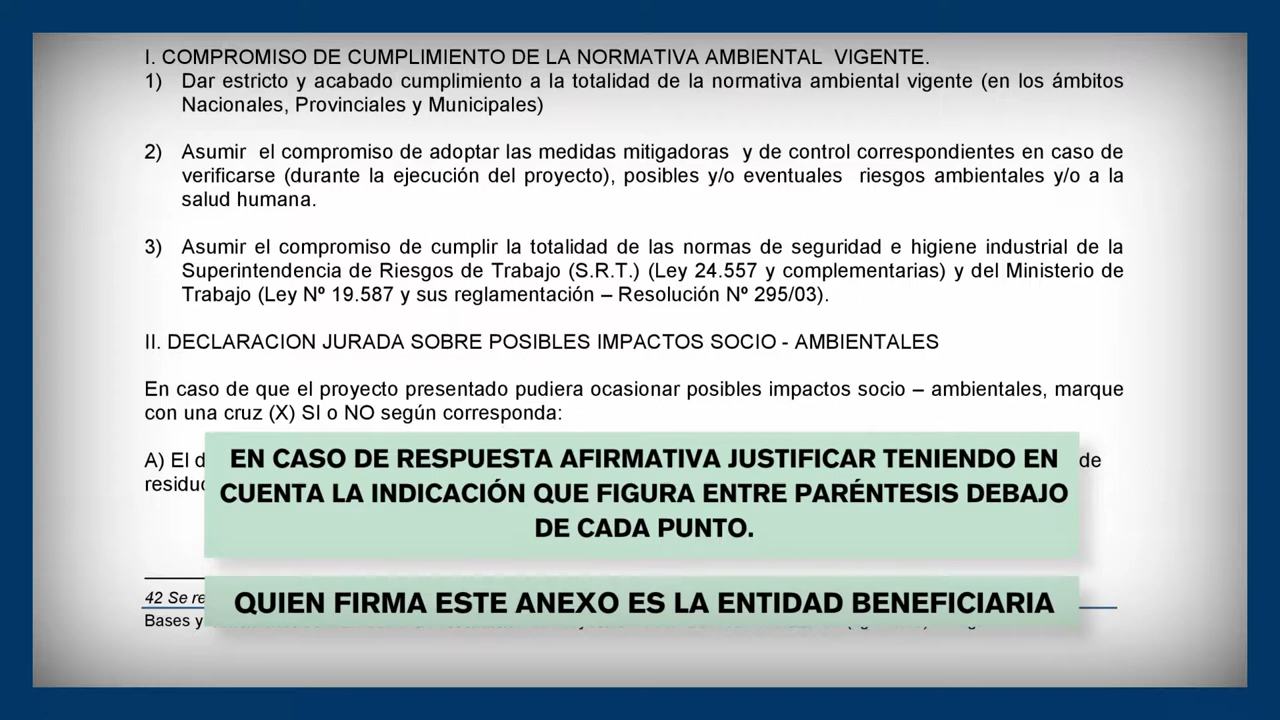 I. COMPROMISO DE CUMPLIMIENTO DE LA NORMATIVA AMBIENTAL VIGENTE.
1) Dar estricto y acabado cumplimiento a la totalidad de la normativa ambiental vigente (en los ámbitos
Nacionales, Provinciales y Municipales)
2) Asumir el compromiso de adoptar las medidas mitigadoras y de control correspondientes en caso de
verificarse (durante la ejecución del proyecto), posibles y/o eventuales riesgos ambientales y/o a la
salud humana.
3) Asumir el compromiso de cumplir la totalidad de las normas de seguridad e higiene industrial de la
Superintendencia de Riesgos de Trabajo (S.R.T.) (Ley 24.557 y complementarias) y del Ministerio de
Trabajo (Ley Nº 19.587 y sus reglamentación – Resolución Nº 295/03).
II. DECLARACION JURADA SOBRE POSIBLES IMPACTOS SOCIO - AMBIENTALES
En caso de que el proyecto presentado pudiera ocasionar posibles impactos socio – ambientales, marque
con una cruz (X) SI o NO según corresponda:
A) El de
EN CASO DE RESPUESTA AFIRMATIVA JUSTIFICAR TENIENDO EN
CUENTA LA INDICACIÓN QUE FIGURA ENTRE PARÉNTESIS DEBAJO
DE CADA PUNTO.
42 Se
QUIEN FIRMA ESTE ANEXO ES LA ENTIDAD BENEFICIARIA
Bases y